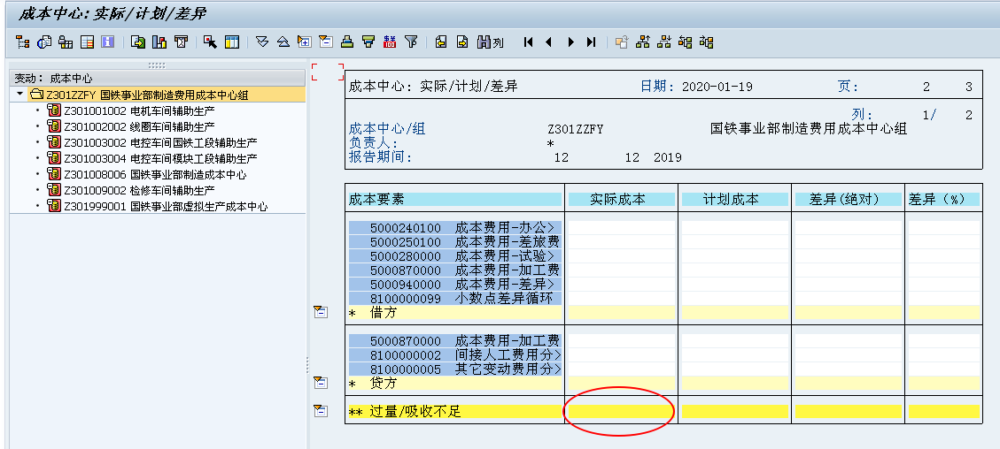 成本中心:实际/计划/差异
列
变动: 成本中心
Z301ZZFY 国铁事业部制造费用成本中心组
Z301001002 电机车间辅助生产
Z301002002 线圈车间辅助生产
Z301003002 电控车间国铁工段辅助生产
Z301003004 电控车间模块工段辅助生产
Z301008006 国铁事业部制造成本中心
Z301009002 检修车间辅助生产
Z301999001 国铁事业部虚拟生产成本中心
成本中心: 实际/计划/差异 日期: 2020-01-19 页: 2 3
列: 1/ 2
成本中心/组 Z301ZZFY 国铁事业部制造费用成本中心组
负责人: *
报告期间: 12 12 2019
成本要素 实际成本 计划成本 差异(绝对) 差异 (%)
5000240100 成本费用-办公>
5000250100 成本费用-差旅费
5000280000 成本费用-试验>
5000870000 成本费用-加工费
5000940000 成本费用-差异>
8100000099 小数点差异循环
* 借方
5000870000 成本费用-加工费
8100000002 间接人工费用分>
8100000005 其它变动费用分>
* 贷方
** 过量/吸收不足